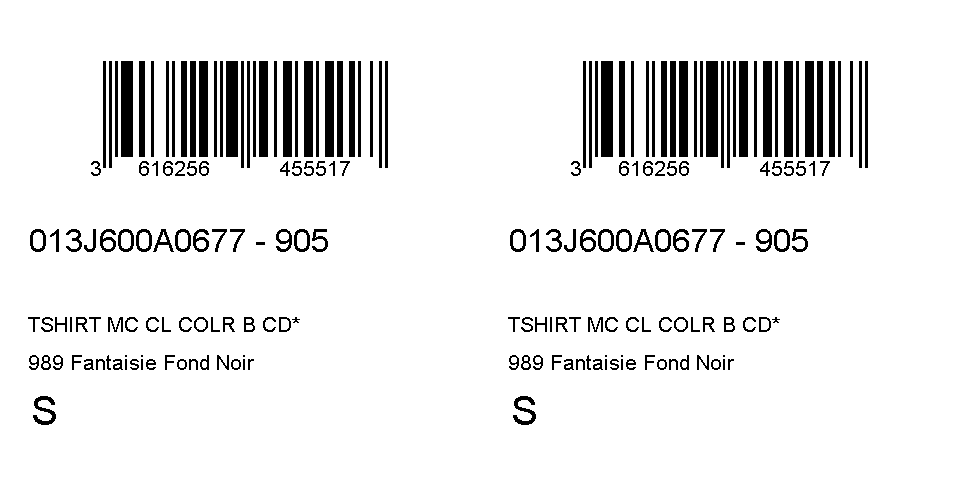 3 616256 455517
013J600A0677 - 905
TSHIRT MC CL COLR B CD*
989 Fantaisie Fond Noir
S
3 616256 455517
013J600A0677 - 905
TSHIRT MC CL COLR B CD*
989 Fantaisie Fond Noir
S